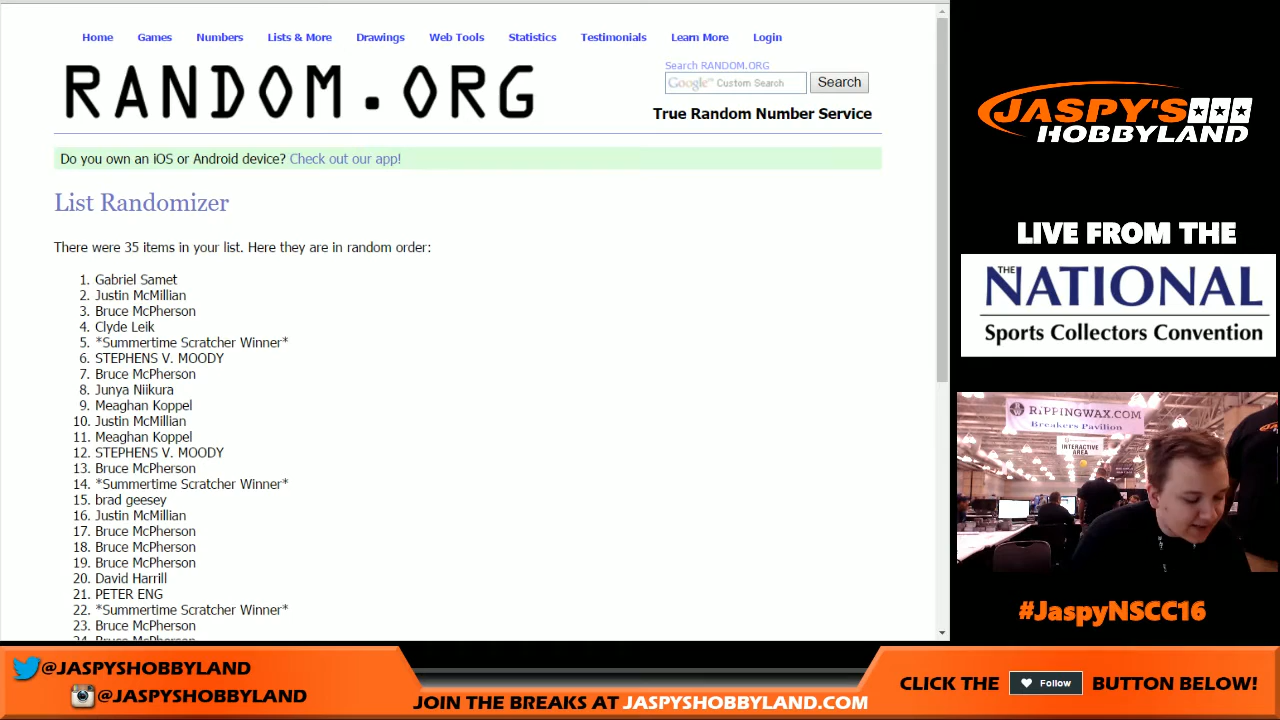 Home Games Numbers Lists & More Drawings Web Tools Statistics Testimonials Learn More Login
RANDOM.ORG
Search RANDOM.ORG
Google™ Custom Search Search
True Random Number Service
Do you own an iOS or Android device? Check out our app!
List Randomizer
There were 35 items in your list. Here they are in random order:
1. Gabriel Samet
2. Justin McMillian
3. Bruce McPherson
4. Clyde Leik
5. *Summertime Scratcher Winner*
6. STEPHENS V. MOODY
7. Bruce McPherson
8. Junya Niikura
9. Meaghan Koppel
10. Justin McMillian
11. Meaghan Koppel
12. STEPHENS V. MOODY
13. Bruce McPherson
14. *Summertime Scratcher Winner*
15. brad geesey
16. Justin McMillian
17. Bruce McPherson
18. Bruce McPherson
19. Bruce McPherson
20. David Harrill
21. PETER ENG
22. *Summertime Scratcher Winner*
23. Bruce McPherson
24. Bruce McPherson
JASPY'S
HOBBYLAND
LIVE FROM THE
THE NATIONAL
Sports Collectors Convention
RIPPINGWAX.COM
Breakers Pavilion
INTERACTIVE
AREA
#JaspyNSCC16
@JASPYSHOBBYLAND
@JASPYSHOBBYLAND
JOIN THE BREAKS AT JASPYSHOBBYLAND.COM
CLICK THE Follow BUTTON BELOW!